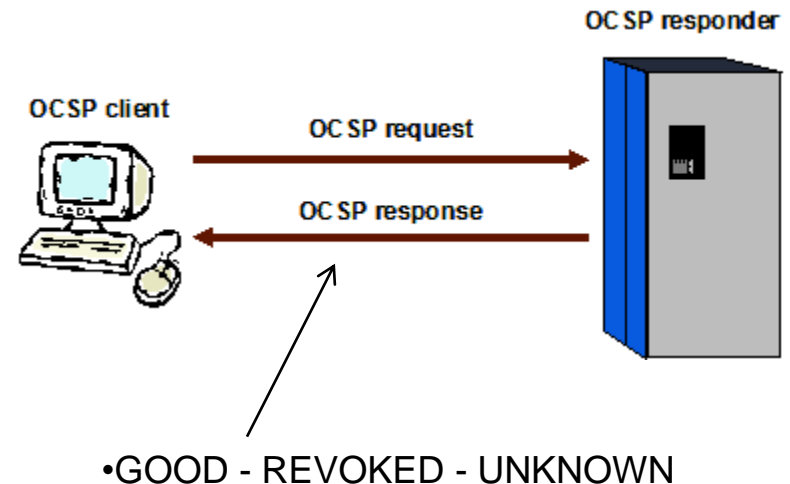 OCSP responder
OCSP client
OCSP request
OCSP response
•GOOD - REVOKED - UNKNOWN